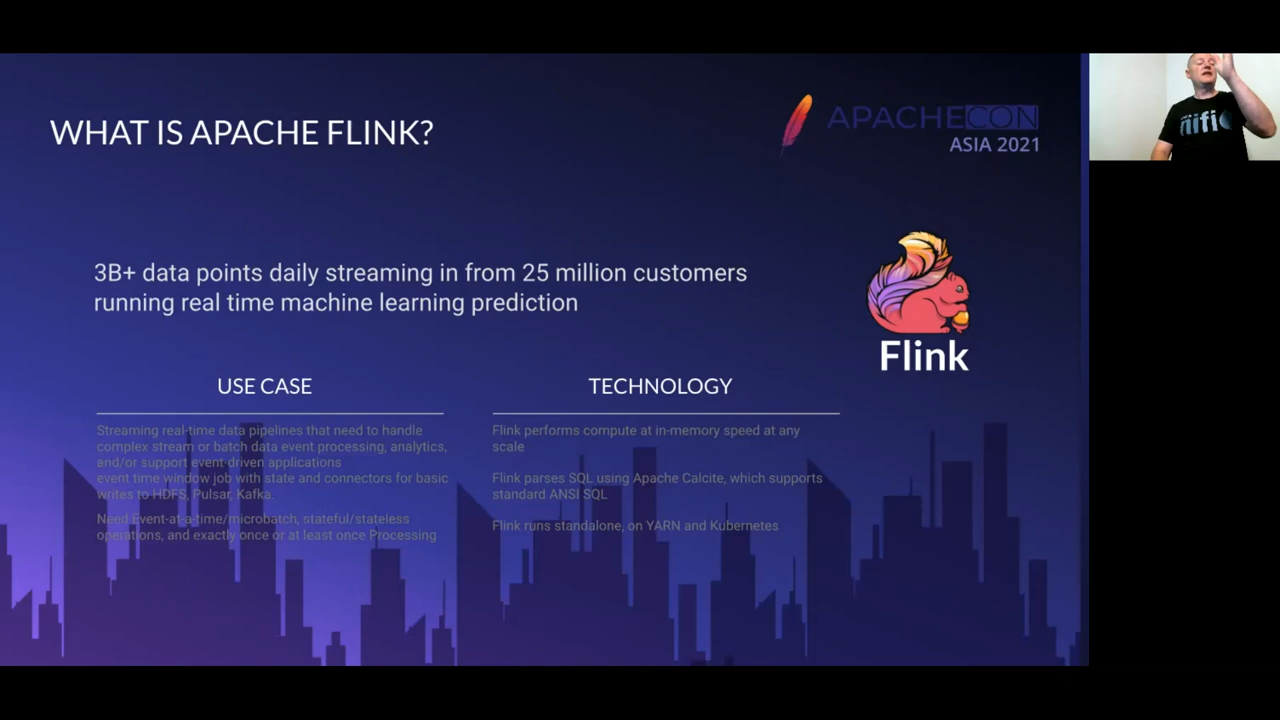 WHAT IS APACHE FLINK?
APACHECON
ASIA 2021
3B+ data points daily streaming in from 25 million customers
running real time machine learning prediction
Flink
USE CASE
Streaming real-time data pipelines that need to handle
complex stream or batch data event processing, analytics,
and/or support event-driven applications
event time window job with state and connectors for basic
writes to HDFS, Pulsar, Kafka.
Need Event-at-a-time/microbatch, stateful/stateless
operations, and exactly once or at least once Processing
TECHNOLOGY
Flink performs compute at in-memory speed at any
scale
Flink parses SQL using Apache Calcite, which supports
standard ANSI SQL
Flink runs standalone, on YARN and Kubernetes
nifi